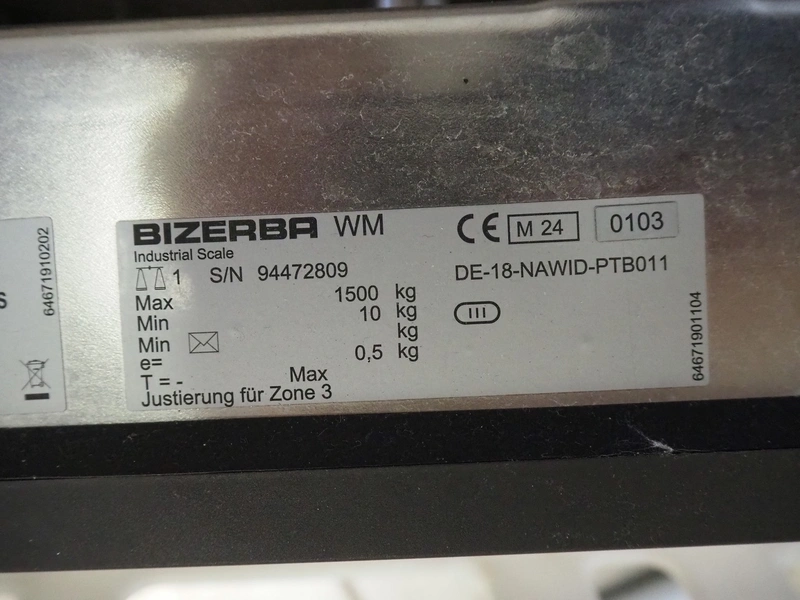 BIZERBA WM
CE M 24 0103
Industrial Scale
1 S/N 94472809
DE-18-NAWID-PTB011
Max 1500 kg
Min 10 kg
III
Min kg
e= 0,5 kg
T = - Max
Justierung für Zone 3
64671901104
64671910202
S